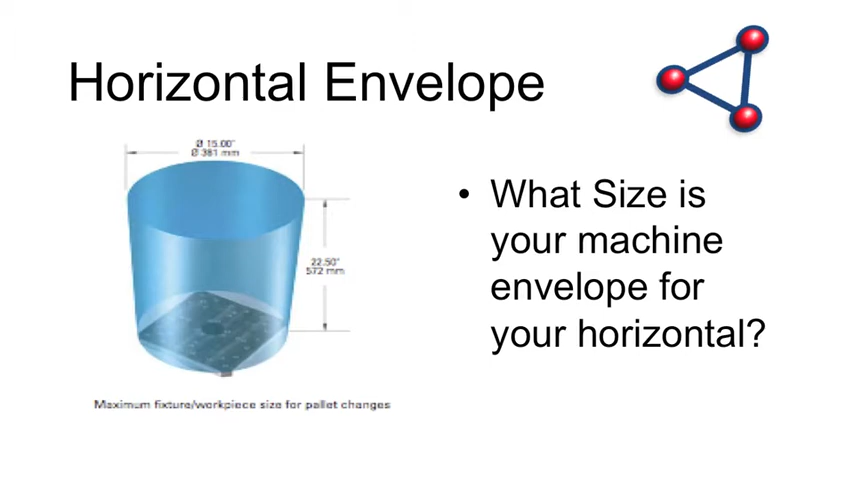 Horizontal Envelope
Ø 15.00"
Ø 381 mm
22.50"
572 mm
Maximum fixture/workpiece size for pallet changes
• What Size is
your machine
envelope for
your horizontal?